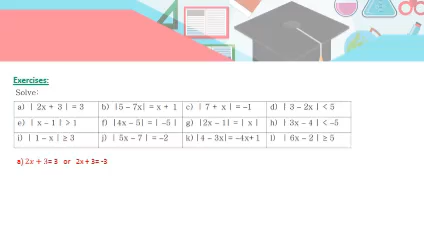 Exercises:
Solve:
a) | 2x + 3 | = 3 b) |5 – 7x| = x + 1 c) | 7 + x | = –1 d) | 3 – 2x | < 5
e) | x – 1 | > 1 f) |4x – 5| = | –5 | g) |2x – 1| = | x | h) | 3x – 4 | < –5
i) | 1 – x | ≥ 3 j) | 5x – 7 | = –2 k) |4 – 3x| = –4x + 1 l) | 6x – 2 | ≥ 5
a) 2x + 3= 3 or 2x + 3= -3